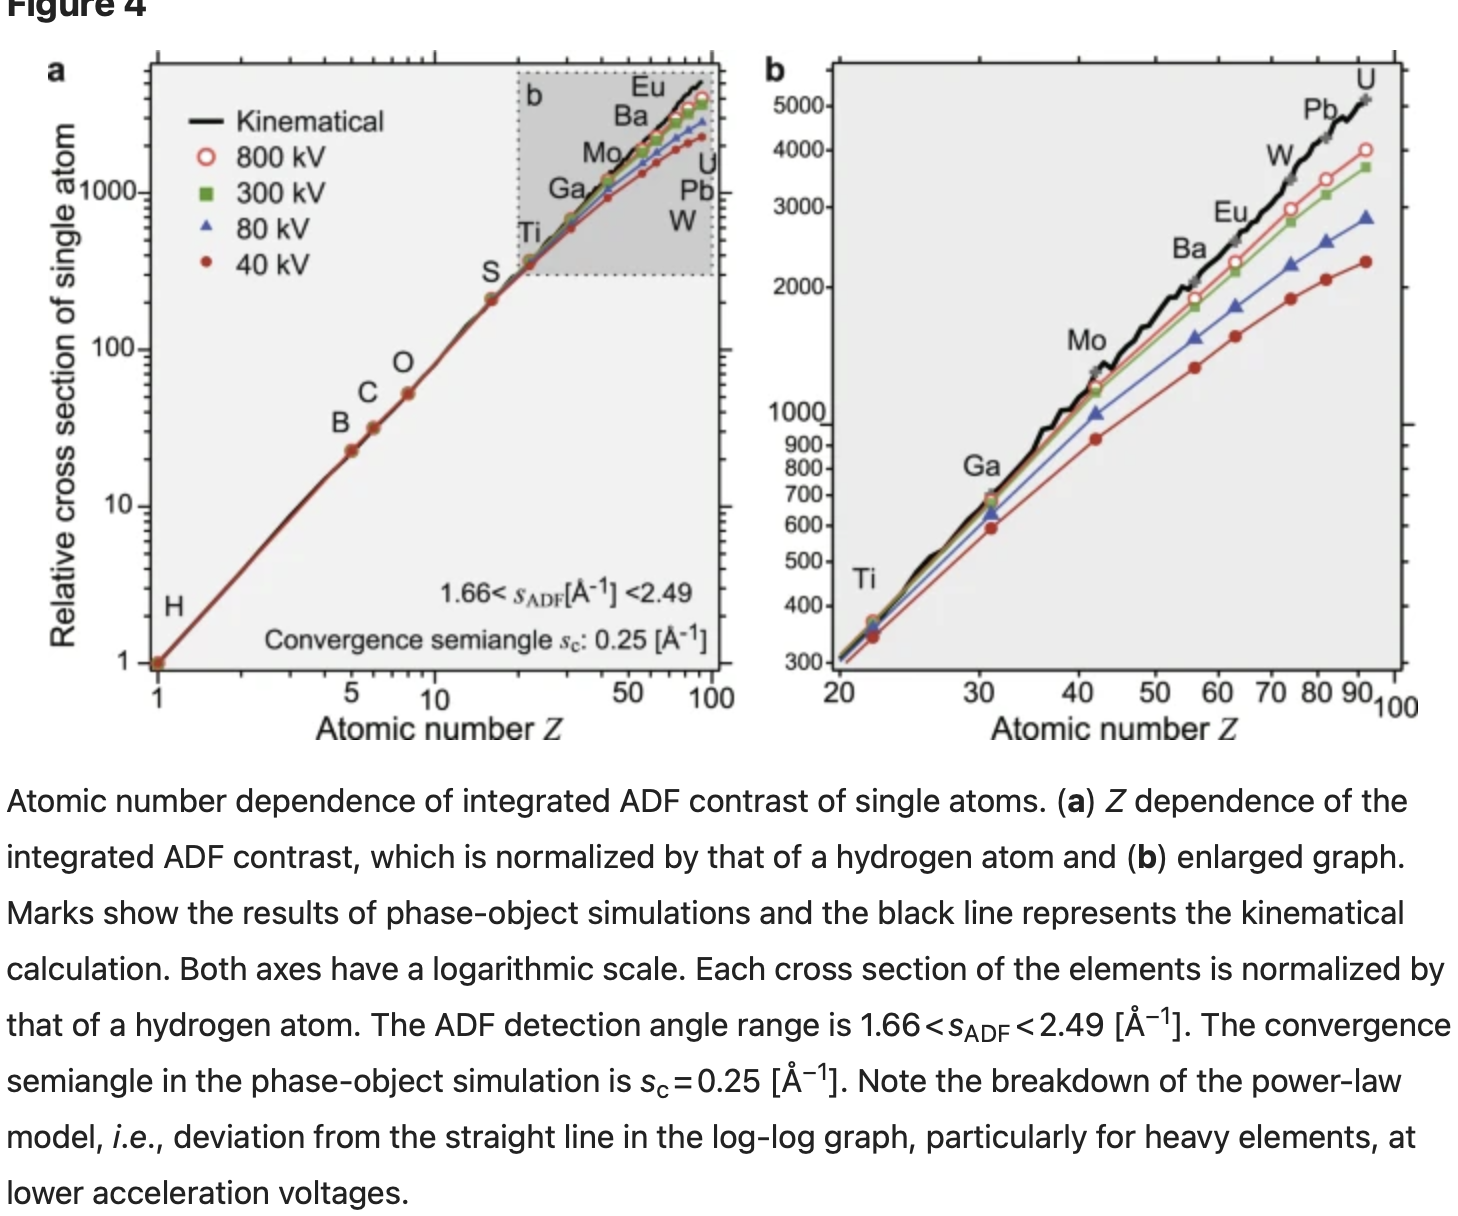 Figure 4
a
b
Kinematical
800 kV
300 kV
80 kV
40 kV
Eu
Ba
Mo
Ga
Ti
S
O
C
B
H
U
Pb
W
1.66< sADF[Å-1] <2.49
Convergence semiangle sc: 0.25 [Å-1]
Relative cross section of single atom
1000
100
10
1
1
5
10
50
100
Atomic number Z
b
U
Pb
W
Eu
Ba
Mo
Ga
Ti
5000
4000
3000
2000
1000
900
800
700
600
500
400
300
20
30
40
50
60
70
80
90
100
Atomic number Z
Atomic number dependence of integrated ADF contrast of single atoms. (a) Z dependence of the
integrated ADF contrast, which is normalized by that of a hydrogen atom and (b) enlarged graph.
Marks show the results of phase-object simulations and the black line represents the kinematical
calculation. Both axes have a logarithmic scale. Each cross section of the elements is normalized by
that of a hydrogen atom. The ADF detection angle range is 1.66<sADF<2.49 [Å−1]. The convergence
semiangle in the phase-object simulation is sc=0.25 [Å−1]. Note the breakdown of the power-law
model, i.e., deviation from the straight line in the log-log graph, particularly for heavy elements, at
lower acceleration voltages.